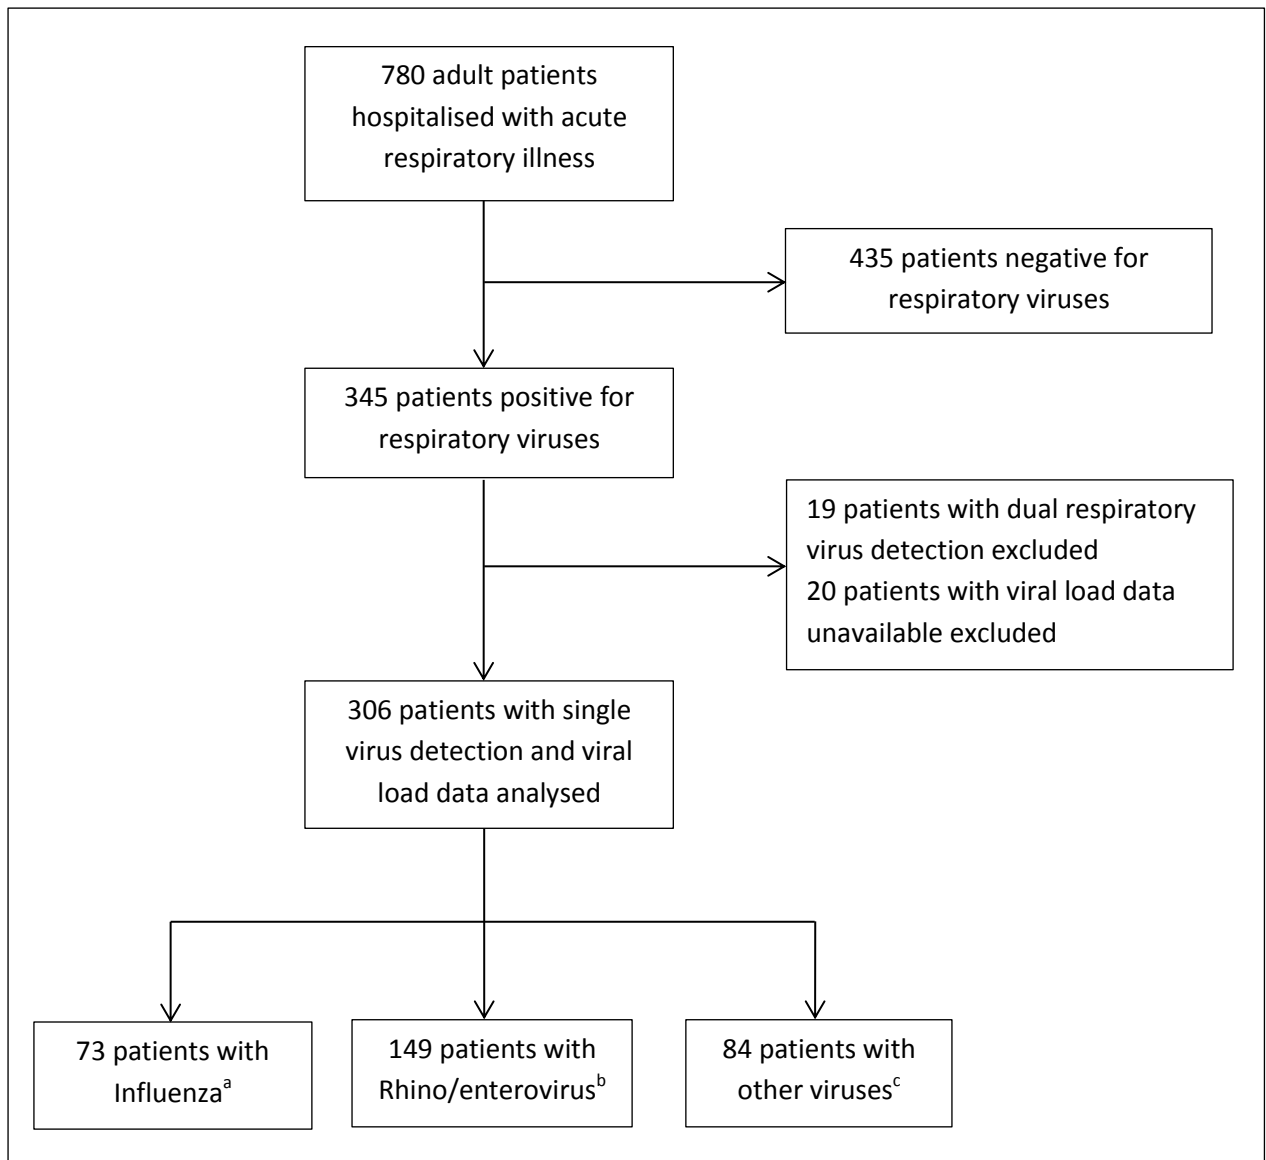 780 adult patients
hospitalised with acute
respiratory illness
435 patients negative for
respiratory viruses
345 patients positive for
respiratory viruses
19 patients with dual respiratory
virus detection excluded
20 patients with viral load data
unavailable excluded
306 patients with single
virus detection and viral
load data analysed
73 patients with
Influenzaᵃ
149 patients with
Rhino/enterovirusᵇ
84 patients with
other virusesᶜ